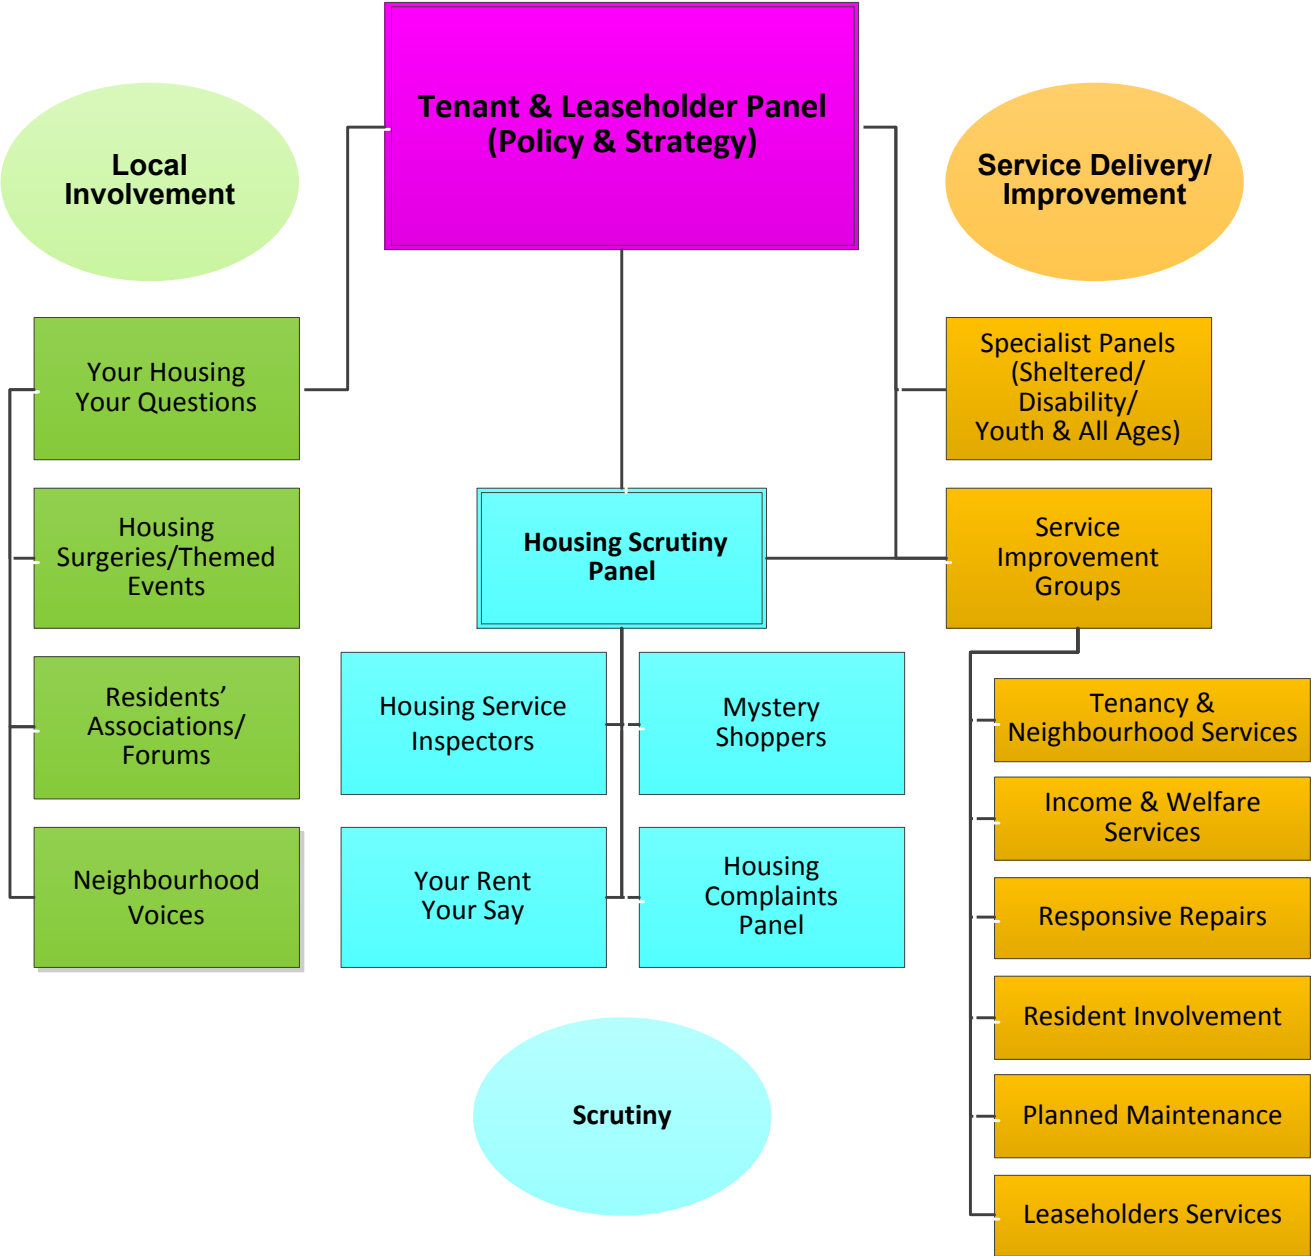 Tenant & Leaseholder Panel
(Policy & Strategy)
Local
Involvement
Service Delivery/
Improvement
Your Housing
Your Questions
Housing
Surgeries/Themed
Events
Residents’
Associations/
Forums
Neighbourhood
Voices
Housing Scrutiny
Panel
Housing Service
Inspectors
Mystery
Shoppers
Your Rent
Your Say
Housing
Complaints
Panel
Scrutiny
Specialist Panels
(Sheltered/
Disability/
Youth & All Ages)
Service
Improvement
Groups
Tenancy &
Neighbourhood Services
Income & Welfare
Services
Responsive Repairs
Resident Involvement
Planned Maintenance
Leaseholders Services